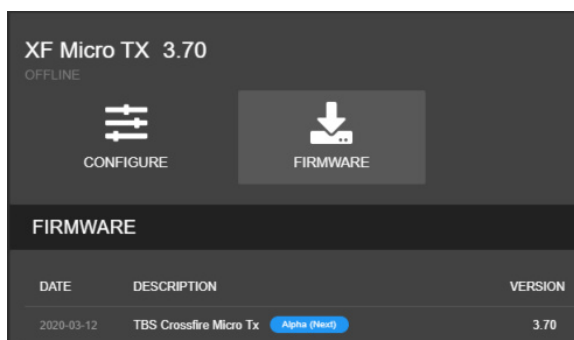 XF Micro TX 3.70
OFFLINE
CONFIGURE FIRMWARE
FIRMWARE
DATE DESCRIPTION VERSION
2020-03-12 TBS Crossfire Micro Tx Alpha (Next) 3.70